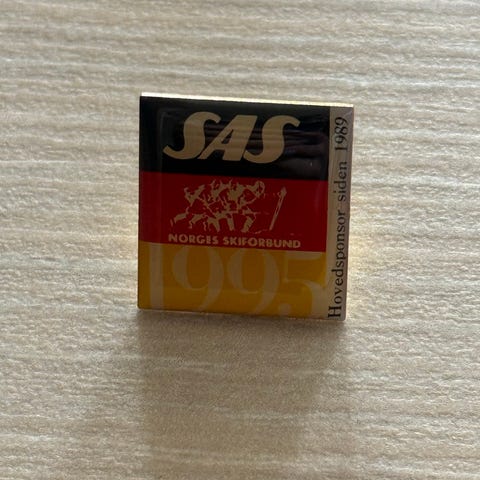 SAS
NORGES SKIFORBUND
1995
Hovedsponsor siden 1989